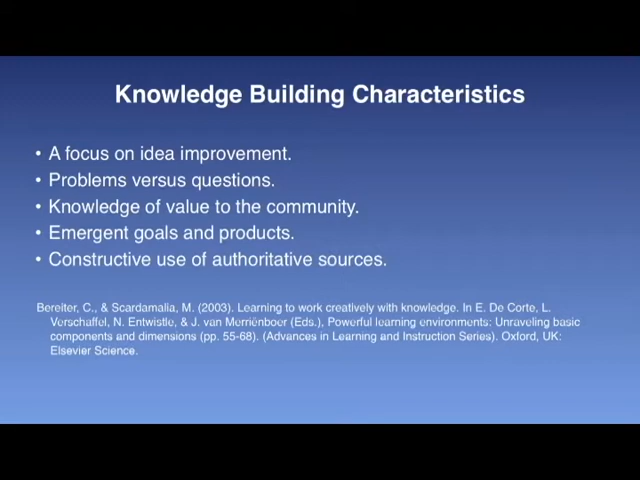 Knowledge Building Characteristics
• A focus on idea improvement.
• Problems versus questions.
• Knowledge of value to the community.
• Emergent goals and products.
• Constructive use of authoritative sources.
Bereiter, C., & Scardamalia, M. (2003). Learning to work creatively with knowledge. In E. De Corte, L.
Verschaffel, N. Entwistle, & J. van Merriënboer (Eds.), Powerful learning environments: Unraveling basic
components and dimensions (pp. 55-68). (Advances in Learning and Instruction Series). Oxford, UK:
Elsevier Science.